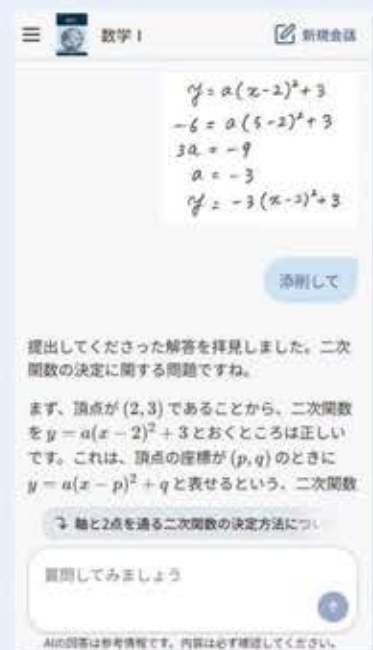 数学 I
新規会話
y = a(x-2)²+3
-6 = a(5-2)²+3
3a = -9
a = -3
y = -3(x-2)²+3
添削して
提出してくださった解答を拝見しました。二次
関数の決定に関する問題ですね。
まず、頂点が (2, 3) であることから、二次関数
を y = a(x − 2)² + 3 とおくところは正しい
です。これは、頂点の座標が (p, q) のときに
y = a(x − p)² + q と表せるという、二次関数
軸と2点を通る二次関数の決定方法につい
質問してみましょう
AIの回答は参考情報です。内容は必ず確認してください。